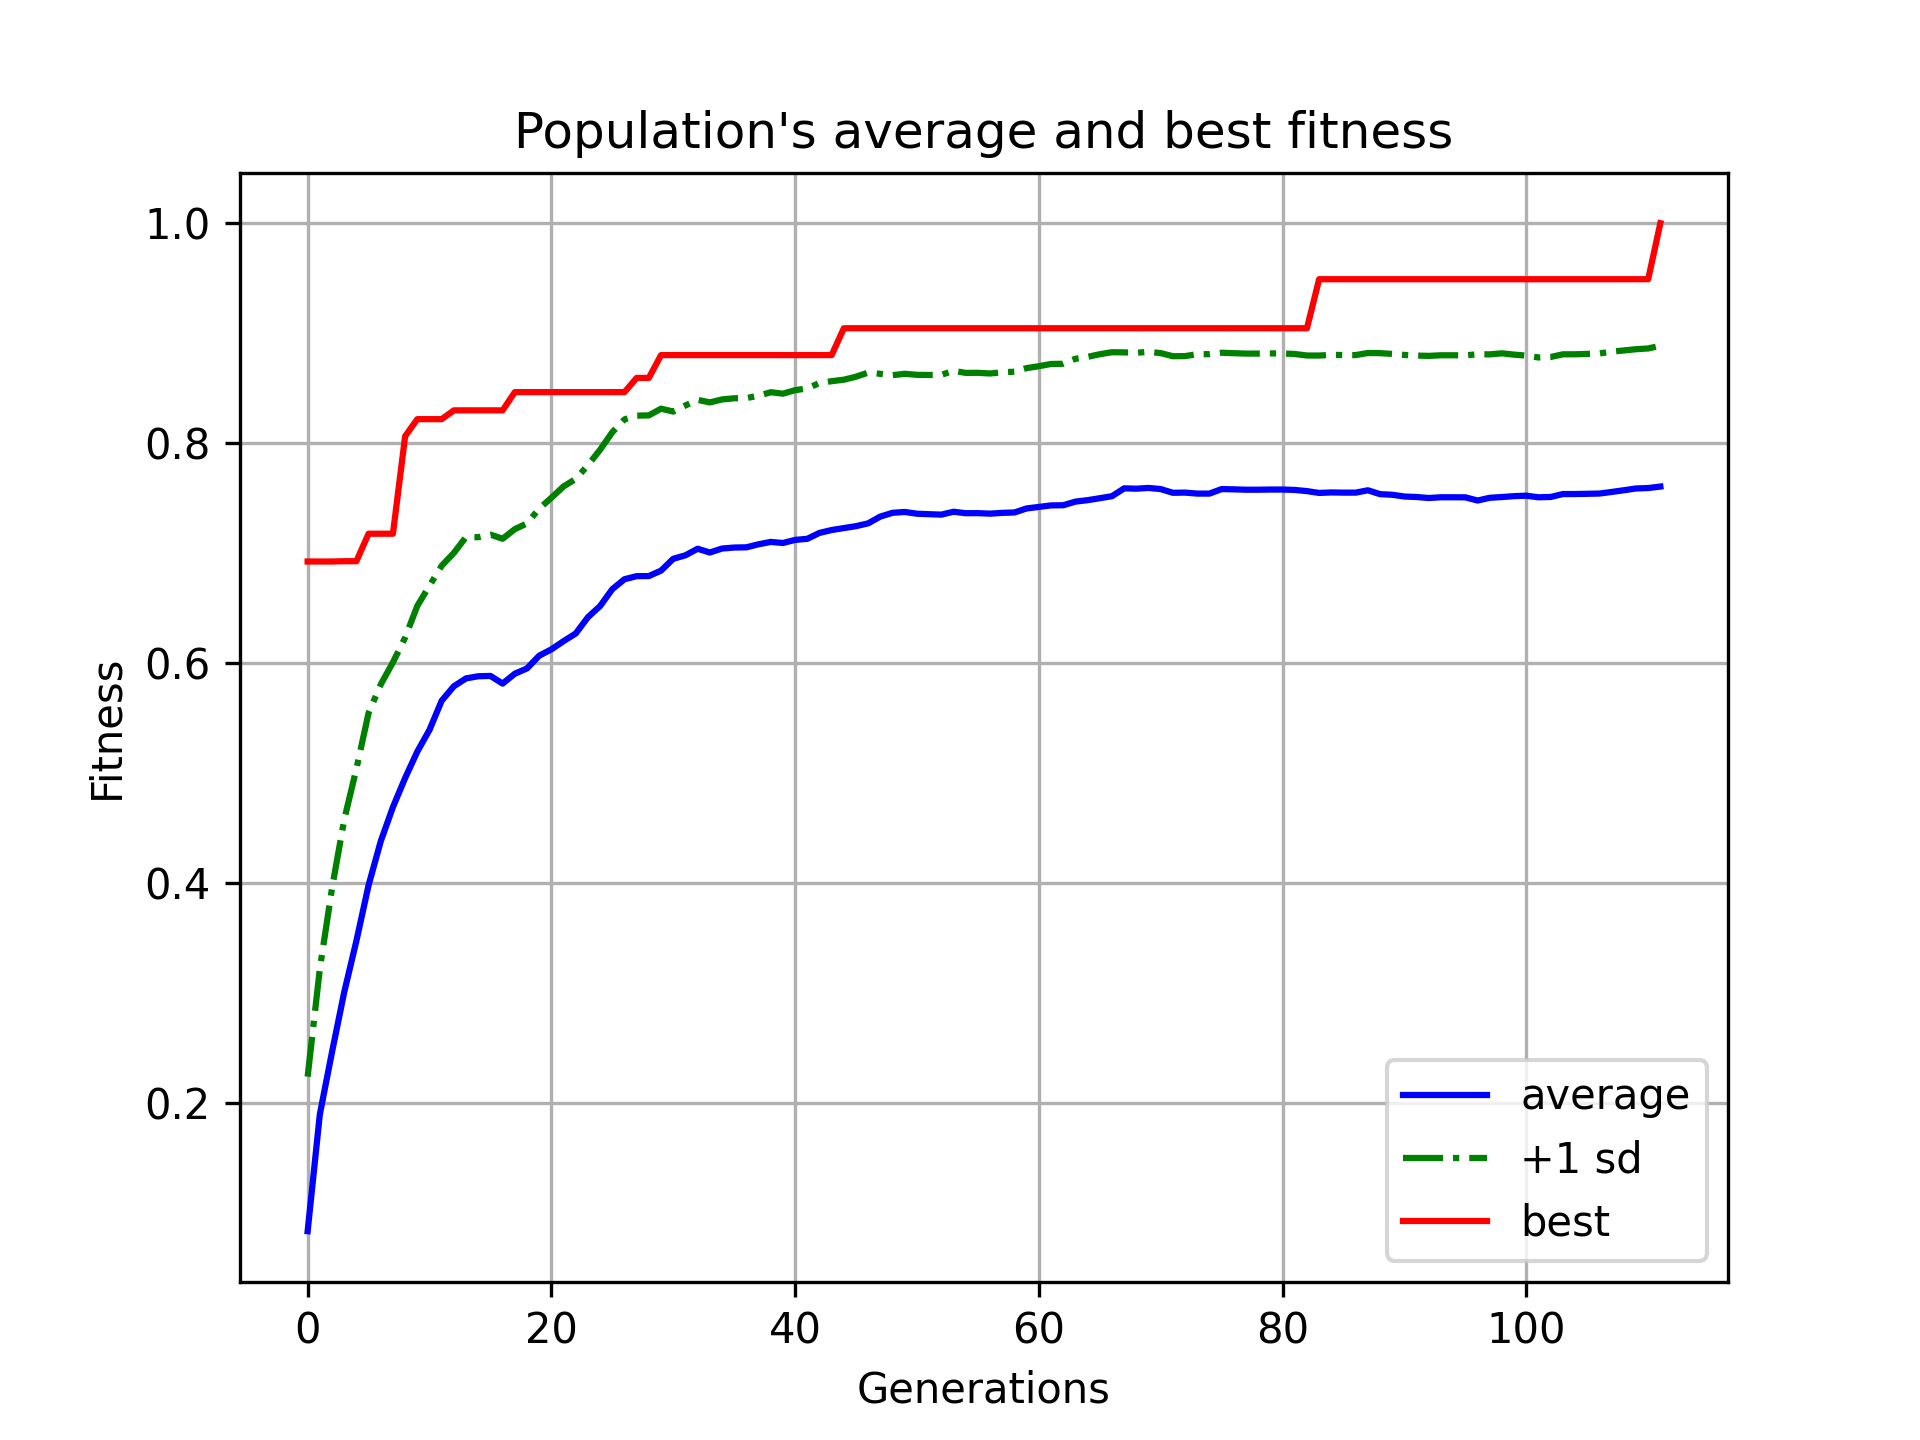 Population's average and best fitness
1.0
0.8
0.6
0.4
0.2
Fitness
average
+1 sd
best
0 20 40 60 80 100
Generations